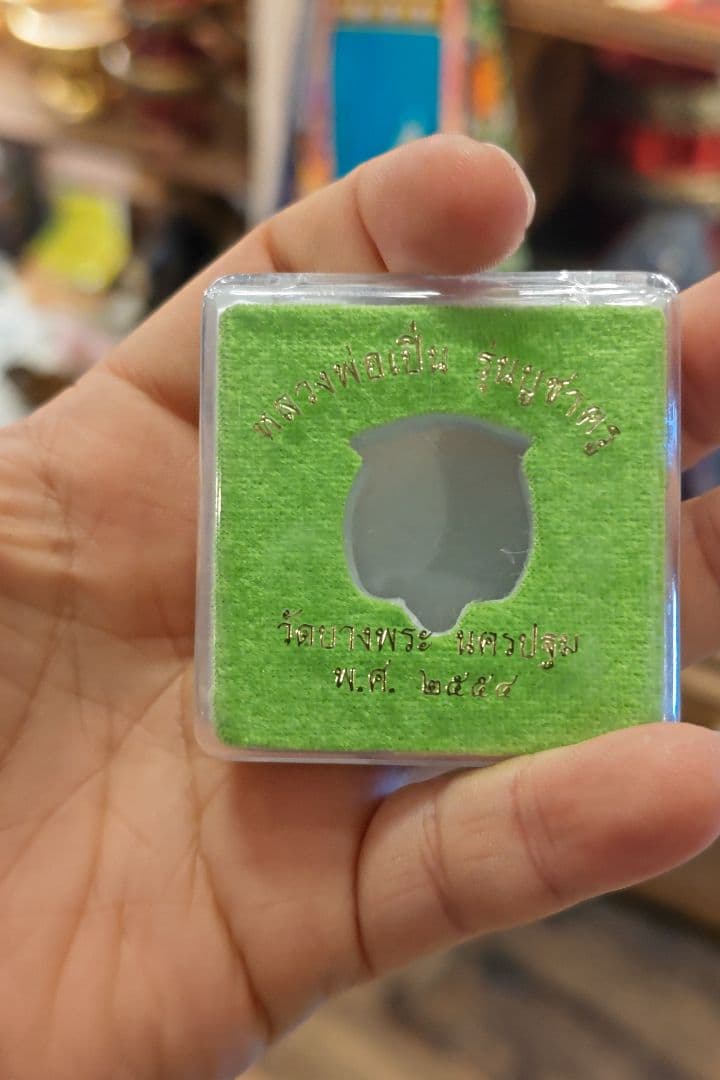 หลวงพ่อเปิ่น รุ่นบูชาครู
วัดบางพระ นครปฐม
พ.ศ. ๒๕๕๔